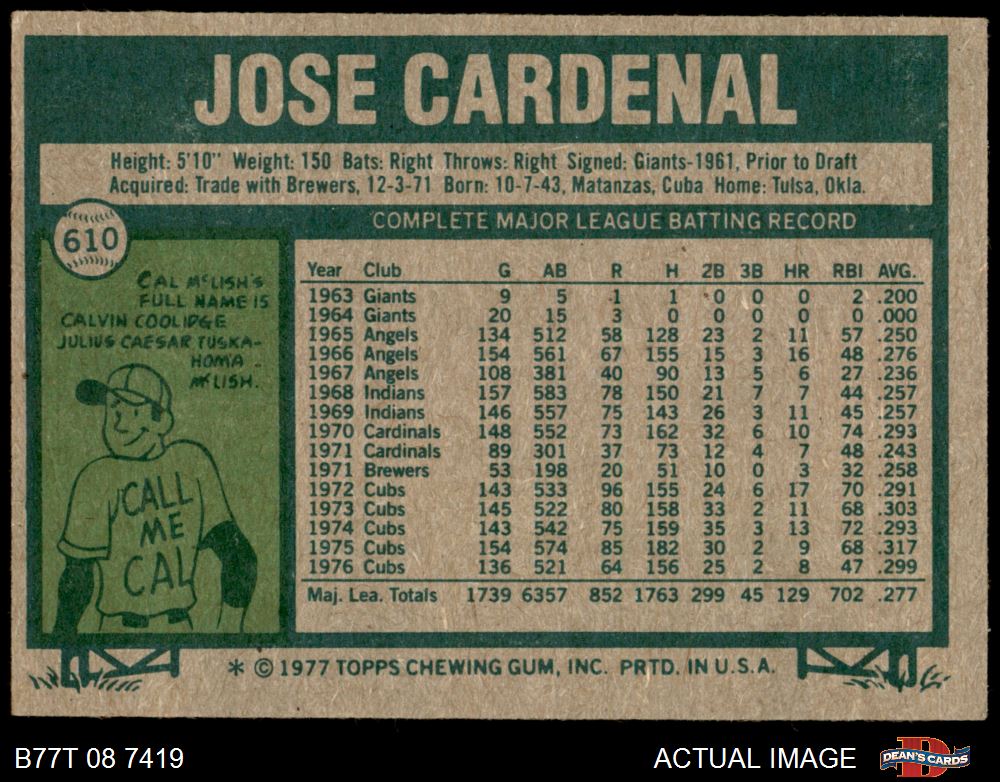 JOSE CARDENAL
Height: 5'10" Weight: 150 Bats: Right Throws: Right Signed: Giants-1961, Prior to Draft
Acquired: Trade with Brewers, 12-3-71 Born: 10-7-43, Matanzas, Cuba Home: Tulsa, Okla.
COMPLETE MAJOR LEAGUE BATTING RECORD
610
CAL McLISH'S
FULL NAME IS
CALVIN COOLIDGE
JULIUS CAESAR TUSKA-
HOMA
McLISH.
CALL
ME
CAL
Year Club G AB R H 2B 3B HR RBI AVG.
1963 Giants 9 5 1 1 0 0 0 2 .200
1964 Giants 20 15 3 0 0 0 0 0 .000
1965 Angels 134 512 58 128 23 2 11 57 .250
1966 Angels 154 561 67 155 15 3 16 48 .276
1967 Angels 108 381 40 90 13 5 6 27 .236
1968 Indians 157 583 78 150 21 7 7 44 .257
1969 Indians 146 557 75 143 26 3 11 45 .257
1970 Cardinals 148 552 73 162 32 6 10 74 .293
1971 Cardinals 89 301 37 73 12 4 7 48 .243
1971 Brewers 53 198 20 51 10 0 3 32 .258
1972 Cubs 143 533 96 155 24 6 17 70 .291
1973 Cubs 145 522 80 158 33 2 11 68 .303
1974 Cubs 143 542 75 159 35 3 13 72 .293
1975 Cubs 154 574 85 182 30 2 9 68 .317
1976 Cubs 136 521 64 156 25 2 8 47 .299
Maj. Lea. Totals 1739 6357 852 1763 299 45 129 702 .277
* © 1977 TOPPS CHEWING GUM, INC. PRTD. IN U.S.A.
B77T 08 7419
ACTUAL IMAGE
D
DEAN'S CARDS